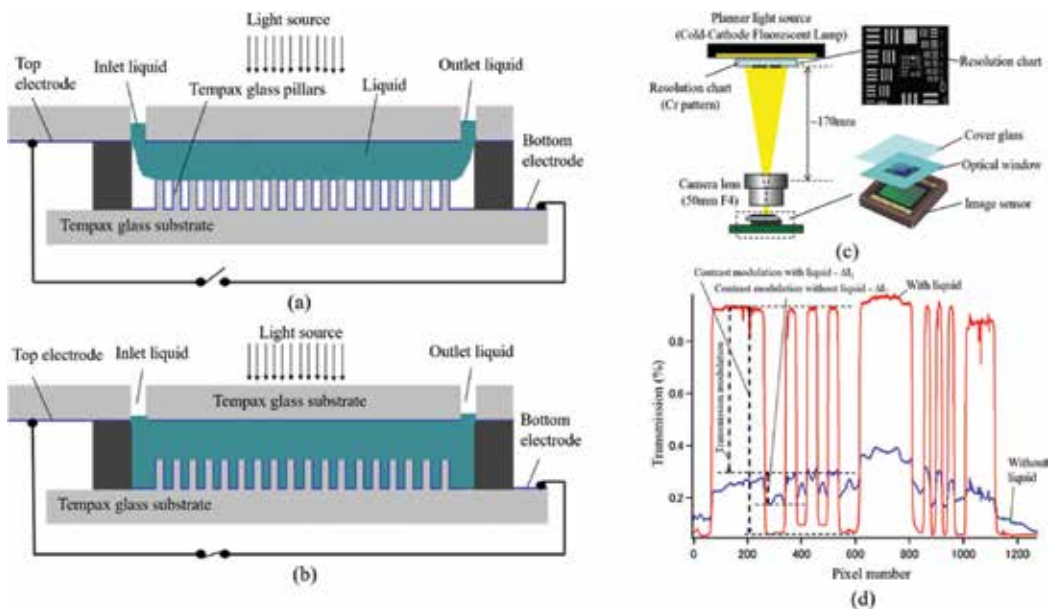 Light source
Top
electrode
Inlet liquid
Outlet liquid
Tempax glass pillars
Liquid
Bottom
electrode
Tempax glass substrate
(a)
Light source
Top electrode
Inlet liquid
Outlet liquid
Tempax glass substrate
Bottom
electrode
Tempax glass substrate
(b)
Planner light source
(Cold-Cathode Fluorescent Lamp)
Resolution chart
Resolution chart
(Cr pattern)
~170mm
Cover glans
Optical window
Camera lens
(50mm F4)
Image sensor
(c)
Contrast modulation with liquid – ΔI₂
Contrast modulation without liquid – ΔI
With liquid
Transmission modulation
Without
liquid
Transmission (%)
0.8
0.6
0.4
0.2
0 200 400 600 800 1000 1200
Pixel number
(d)